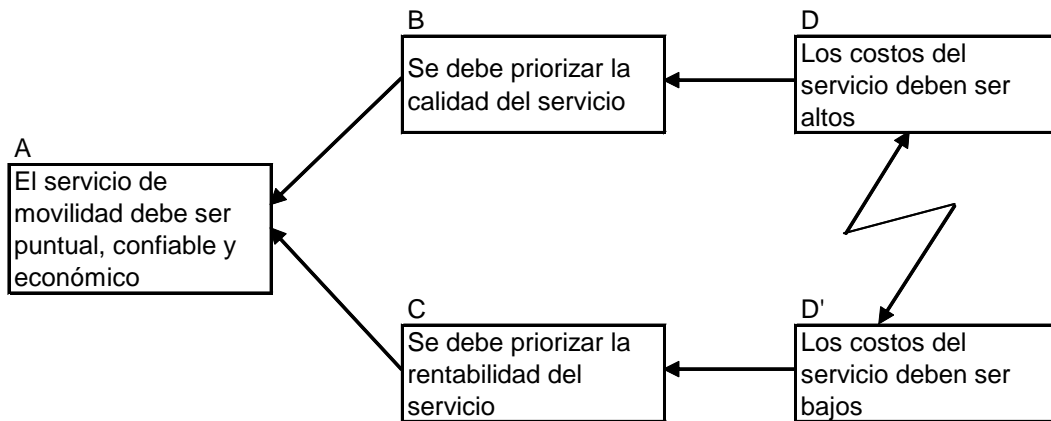 B
Se debe priorizar la
calidad del servicio
D
Los costos del
servicio deben ser
altos
A
El servicio de
movilidad debe ser
puntual, confiable y
económico
C
Se debe priorizar la
rentabilidad del
servicio
D'
Los costos del
servicio deben ser
bajos